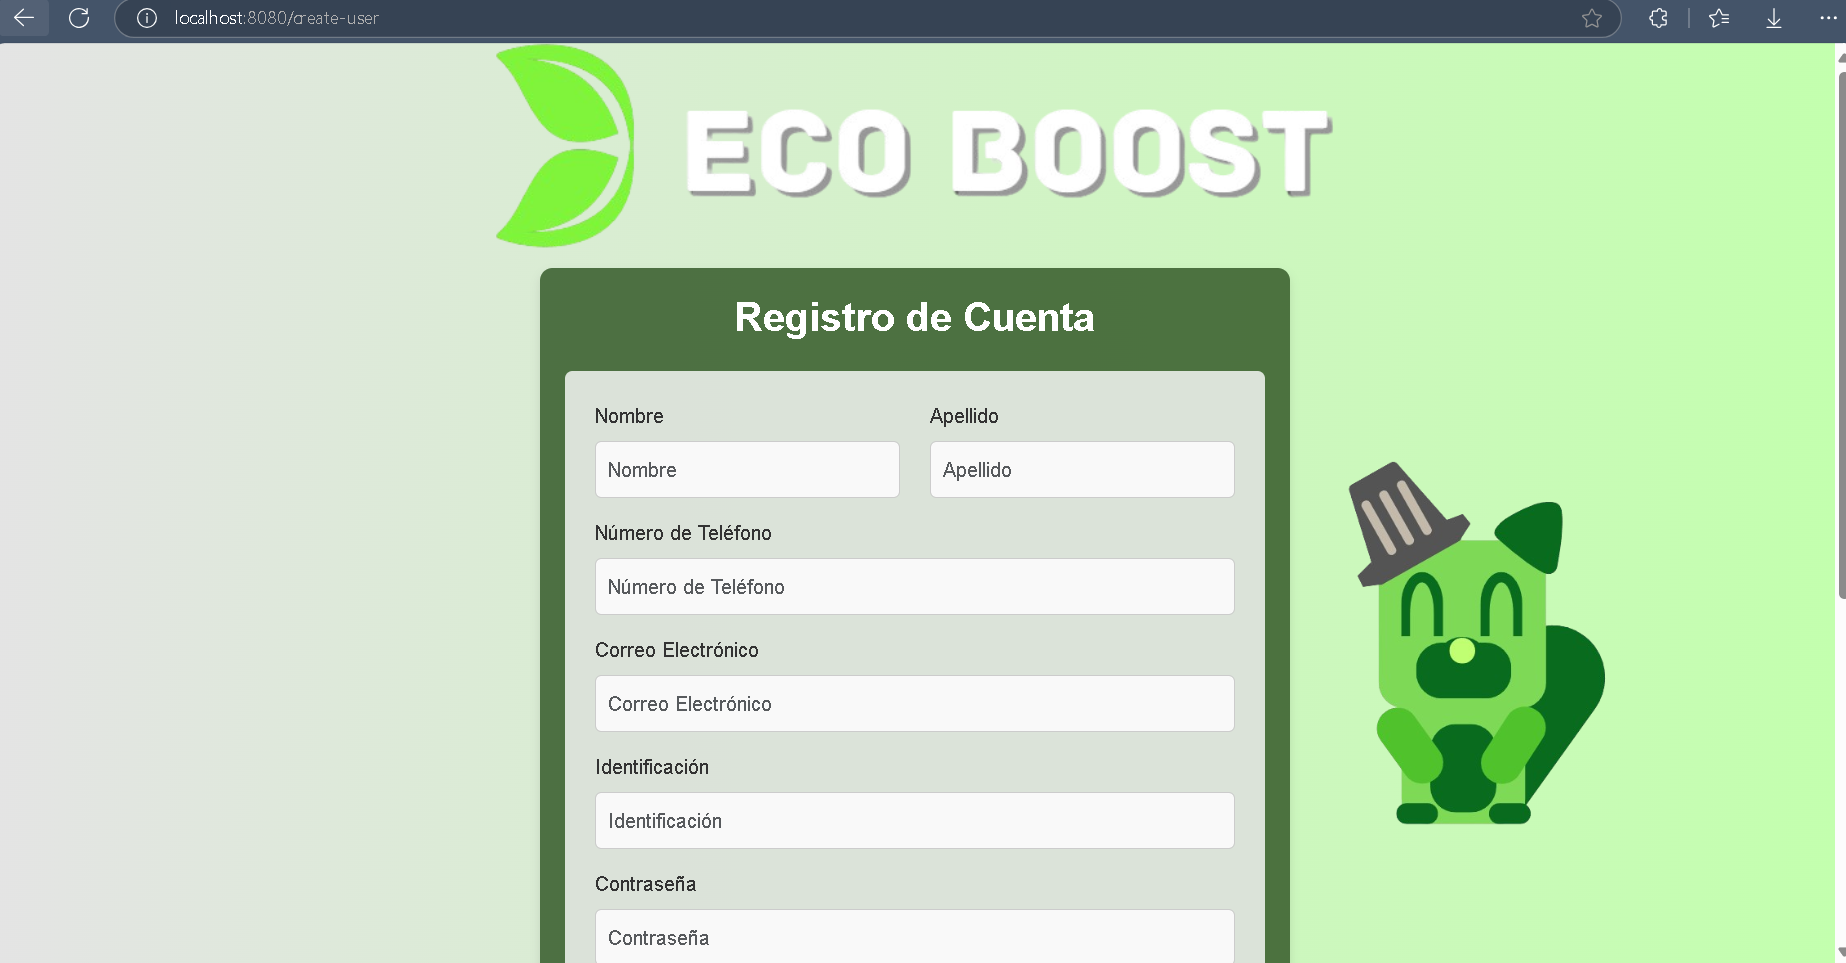 localhost:8080/create-user
ECO BOOST
Registro de Cuenta
Nombre
Apellido
Nombre
Apellido
Número de Teléfono
Número de Teléfono
Correo Electrónico
Correo Electrónico
Identificación
Identificación
Contraseña
Contraseña